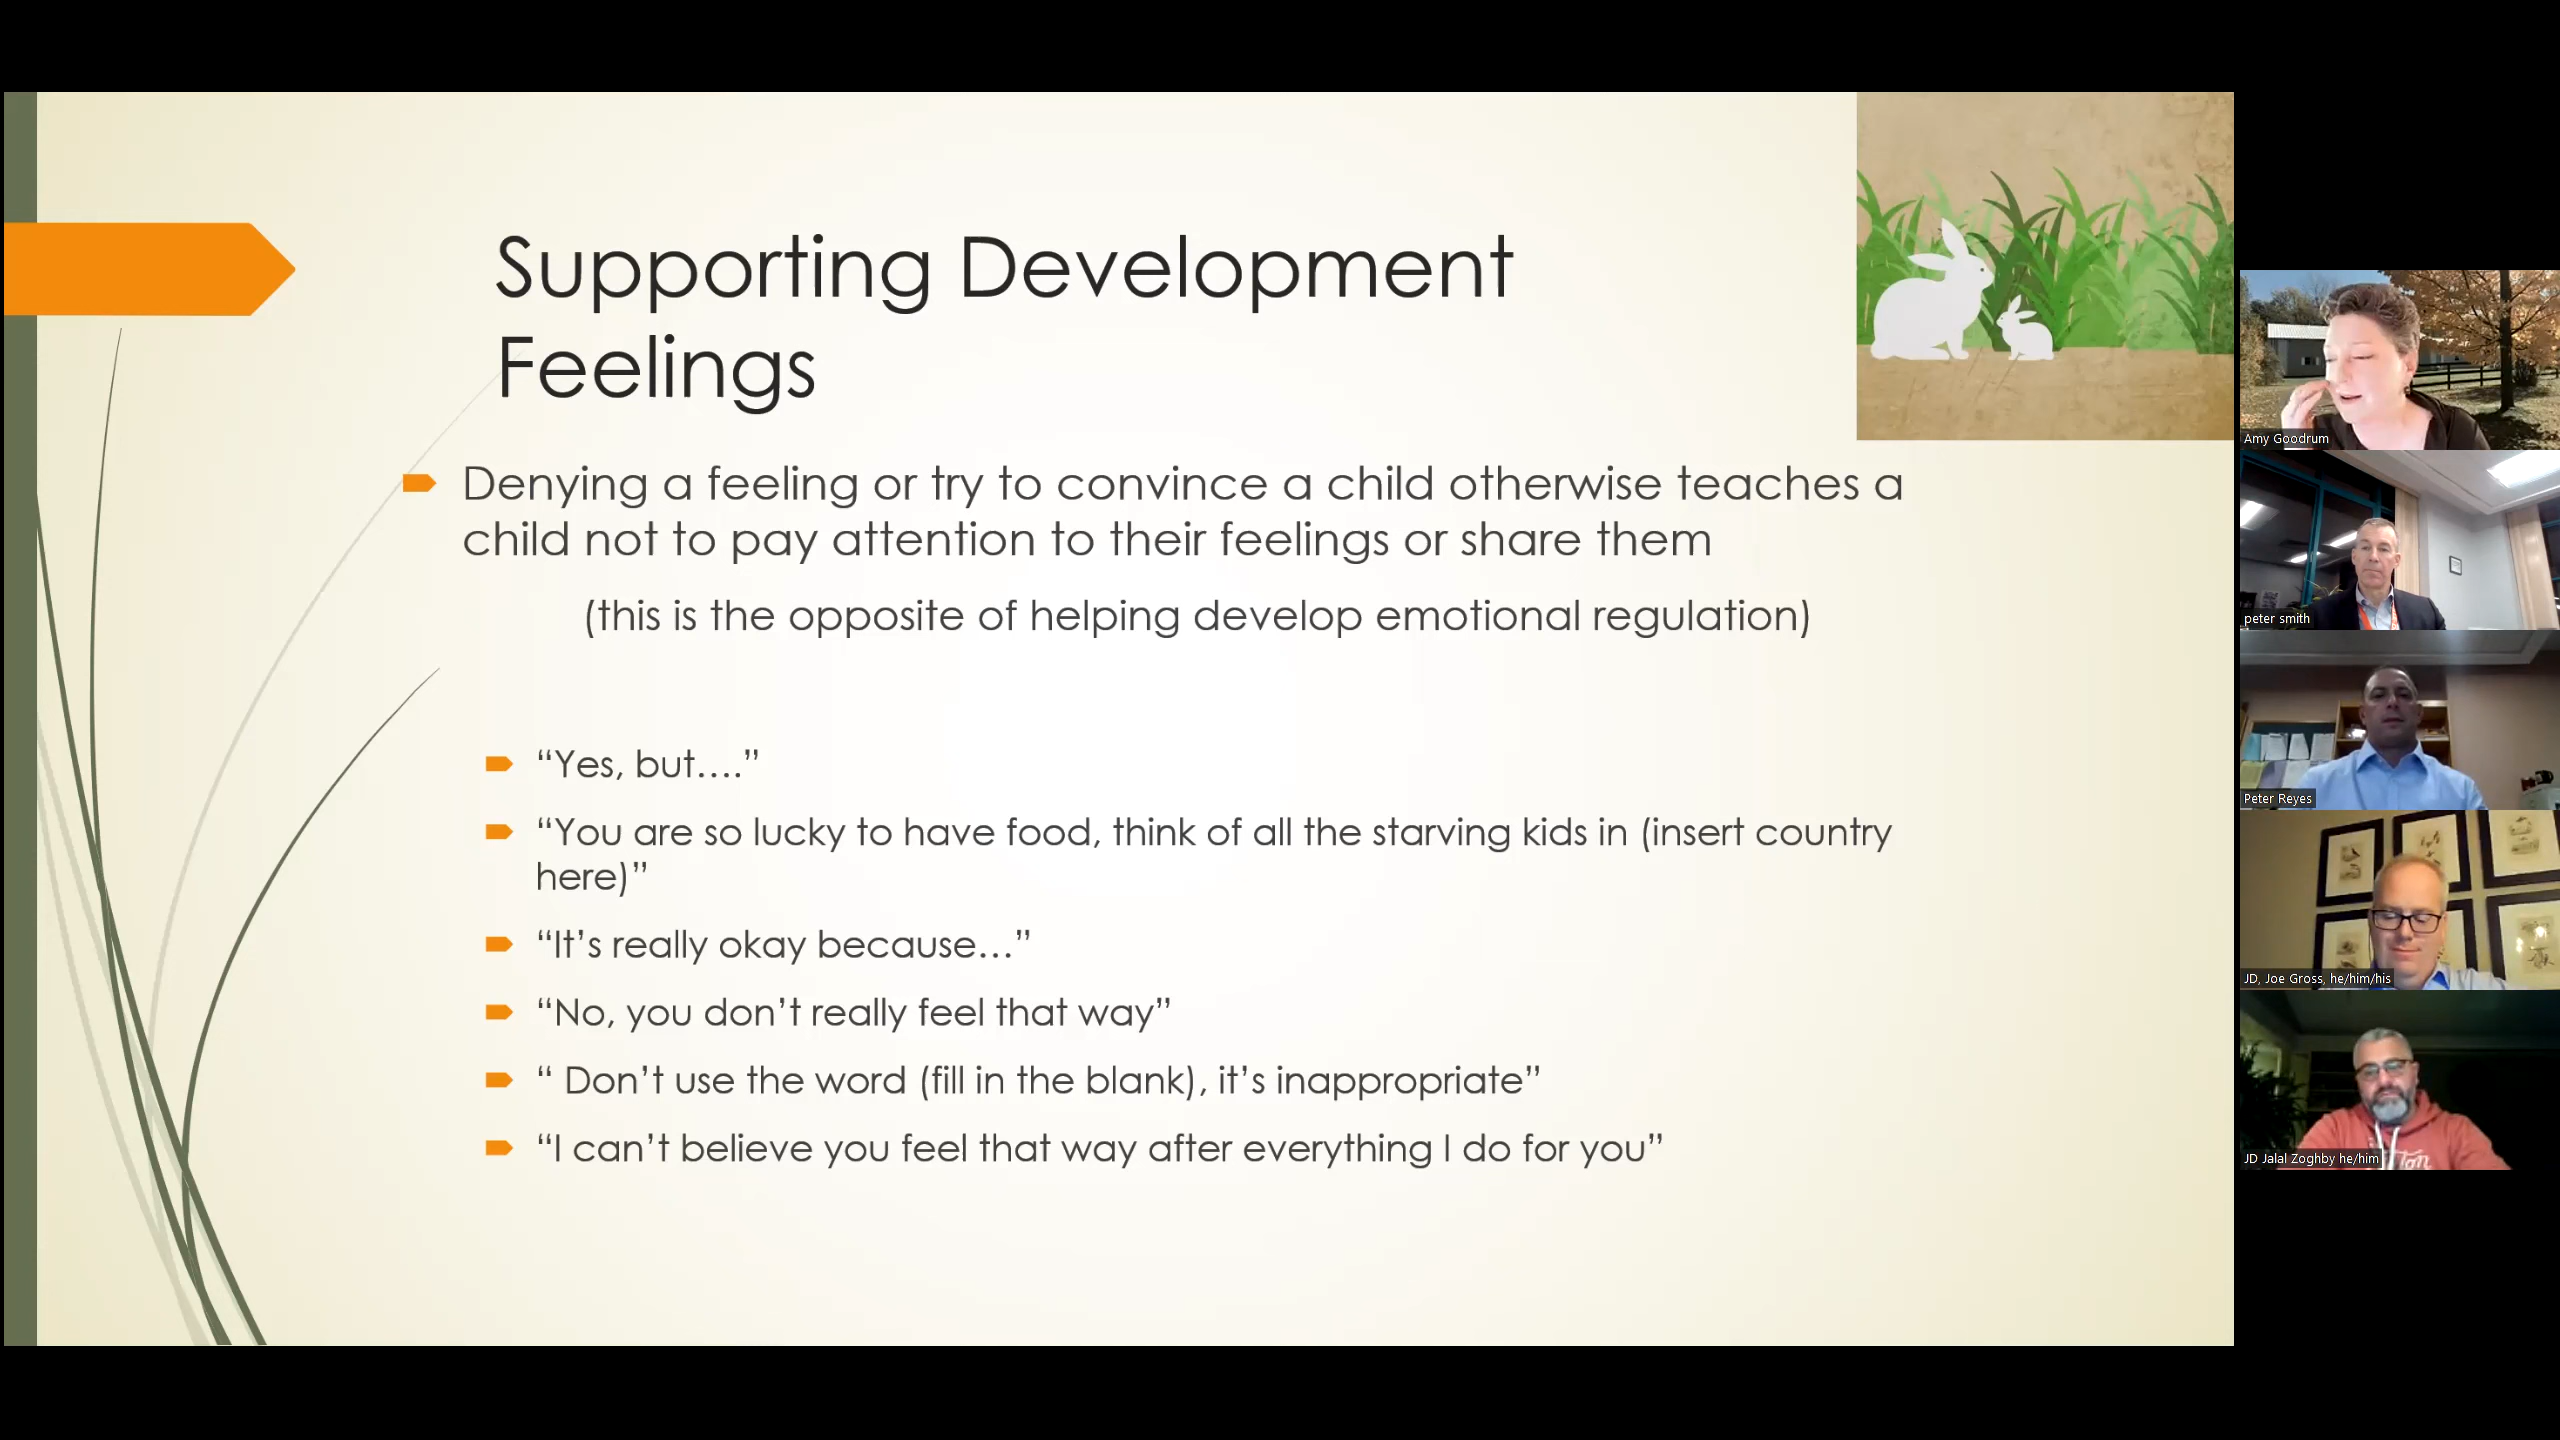 Supporting Development
Feelings
Denying a feeling or try to convince a child otherwise teaches a
child not to pay attention to their feelings or share them
(this is the opposite of helping develop emotional regulation)
“Yes, but….”
“You are so lucky to have food, think of all the starving kids in (insert country
here)”
“It’s really okay because…”
“No, you don’t really feel that way”
“ Don’t use the word (fill in the blank), it’s inappropriate”
“I can’t believe you feel that way after everything I do for you”
Amy Goodrum
peter smith
Peter Reyes
JD, Joe Gross, he/him/his
JD Jalal Zoghby he/him